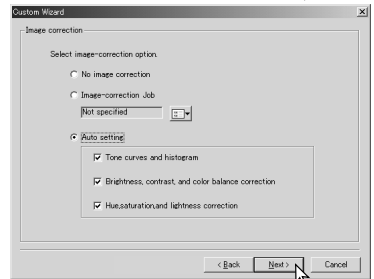 Custom Wizard
Image correction
Select image-correction option.
No image correction
Image-correction Job
Not specified
Auto setting
Tone curves and histogram
Brightness, contrast, and color balance correction
Hue,saturation,and lightness correction
< Back Next > Cancel